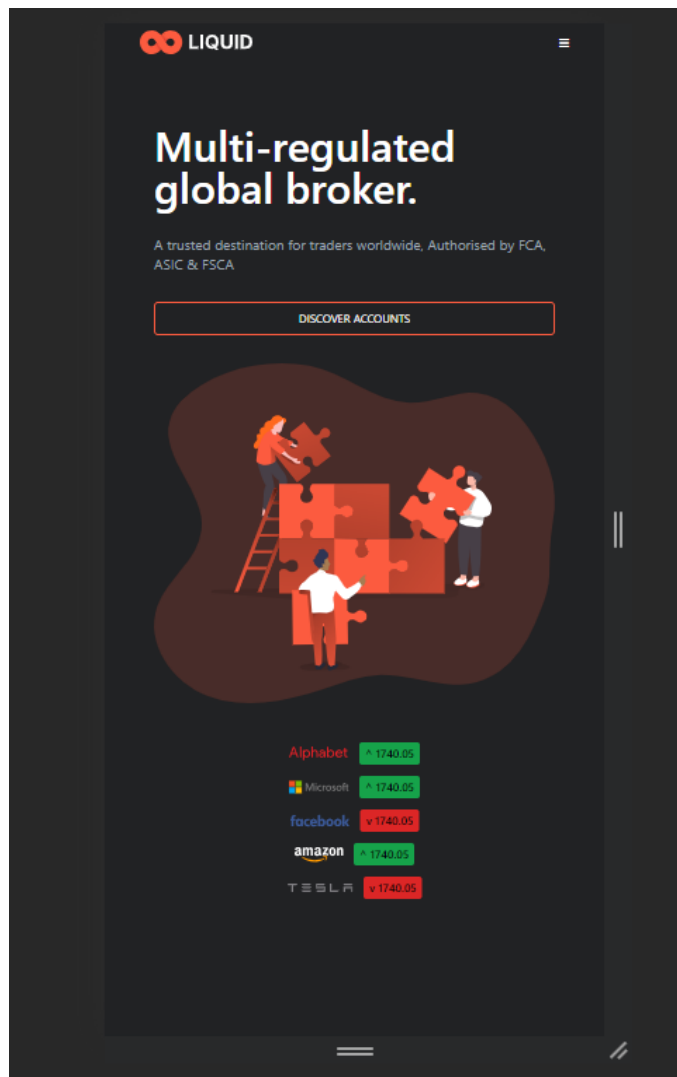 LIQUID
Multi-regulated
global broker.
A trusted destination for traders worldwide, Authorised by FCA,
ASIC & FSCA
DISCOVER ACCOUNTS
Alphabet ^ 1740.05
Microsoft ^ 1740.05
facebook v 1740.05
amazon ^ 1740.05
TESLA v 1740.05